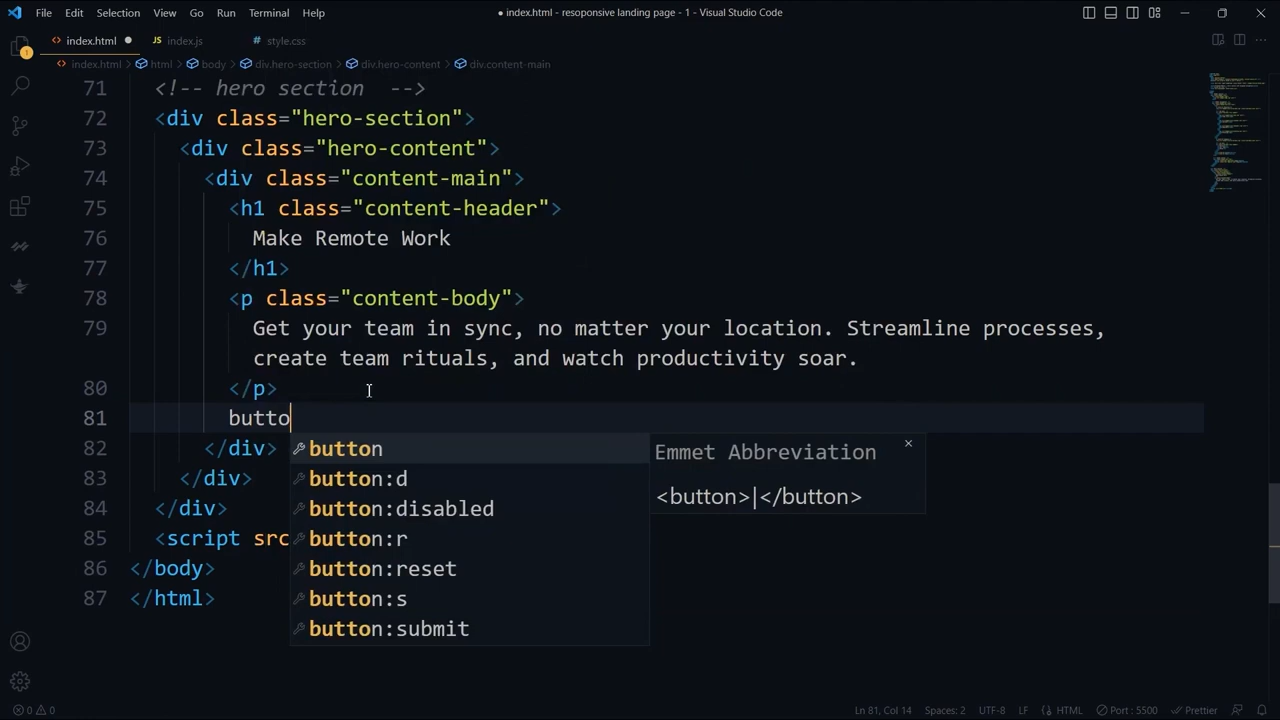 File Edit Selection View Go Run Terminal Help ● index.html - resoponsive landing page - 1 - Visual Studio Code
<> index.html ● JS index.js # style.css
<> index.html > html > body > div.hero-section > div.hero-content > div.content-main
1
71 <!-- hero section -->
72 <div class="hero-section">
73 <div class="hero-content">
74 <div class="content-main">
75 <h1 class="content-header">
76 Make Remote Work
77 </h1>
78 <p class="content-body">
79 Get your team in sync, no matter your location. Streamline processes,
create team rituals, and watch productivity soar.
80 </p>
81 butto
82 </div>
83 </div>
84 </div>
85 <script src
86 </body>
87 </html>
button
button:d
button:disabled
button:r
button:reset
button:s
button:submit
Emmet Abbreviation ×
<button>|</button>
0 0 Ln 81, Col 14 Spaces: 2 UTF-8 LF HTML Port : 5500 Prettier